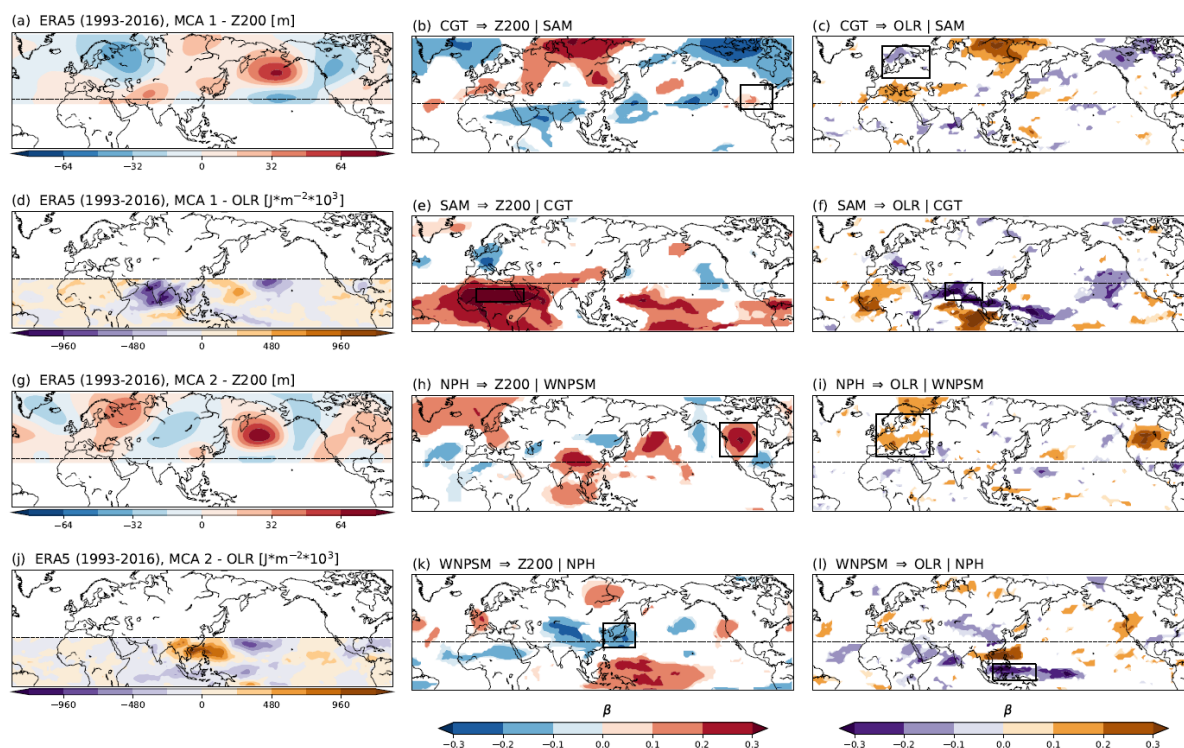 (a) ERA5 (1993-2016), MCA 1 - Z200 [m]
(b) CGT ⇒ Z200 | SAM
(c) CGT ⇒ OLR | SAM
−64 −32 0 32 64
(d) ERA5 (1993-2016), MCA 1 - OLR [J*m⁻²*10³]
(e) SAM ⇒ Z200 | CGT
(f) SAM ⇒ OLR | CGT
−960 480 0 480 960
(g) ERA5 (1993-2016), MCA 2 - Z200 [m]
(h) NPH ⇒ Z200 | WNPSM
(i) NPH ⇒ OLR | WNPSM
−64 −32 0 32 64
(j) ERA5 (1993-2016), MCA 2 - OLR [J*m⁻²*10³]
(k) WNPSM ⇒ Z200 | NPH
(l) WNPSM ⇒ OLR | NPH
−960 480 0 480 960
β
β
−0.3 −0.2 −0.1 0.0 0.1 0.2 0.3
−0.3 −0.2 −0.1 0.0 0.1 0.2 0.3